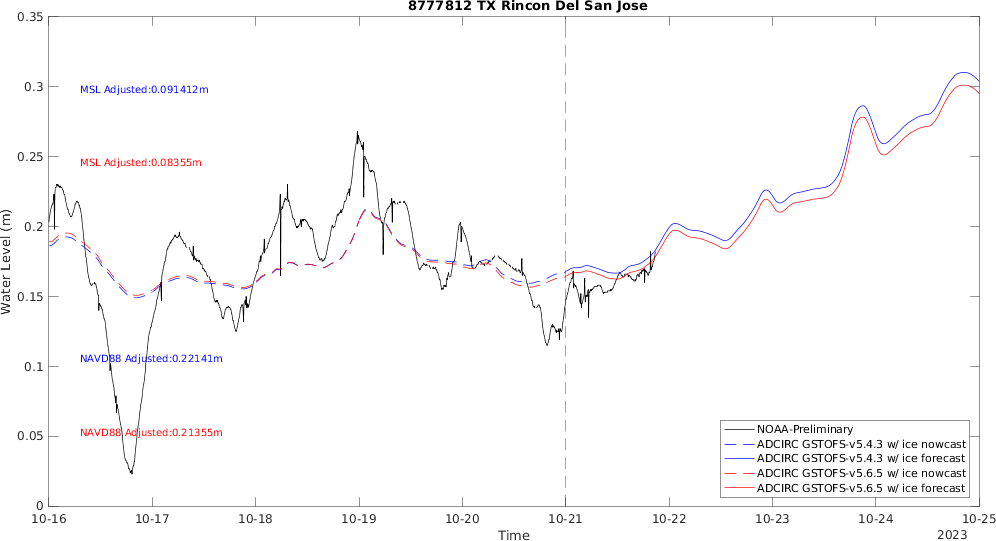 8777812 TX Rincon Del San Jose
0.35
0.3
0.25
0.2
0.15
0.1
0.05
0
Water Level (m)
MSL Adjusted:0.091412m
MSL Adjusted:0.08355m
NAVD88 Adjusted:0.22141m
NAVD88 Adjusted:0.21355m
NOAA-Preliminary
ADCIRC GSTOFS-v5.4.3 w/ ice nowcast
ADCIRC GSTOFS-v5.4.3 w/ ice forecast
ADCIRC GSTOFS-v5.6.5 w/ ice nowcast
ADCIRC GSTOFS-v5.6.5 w/ ice forecast
10-16 10-17 10-18 10-19 10-20 10-21 10-22 10-23 10-24 10-25
Time
2023